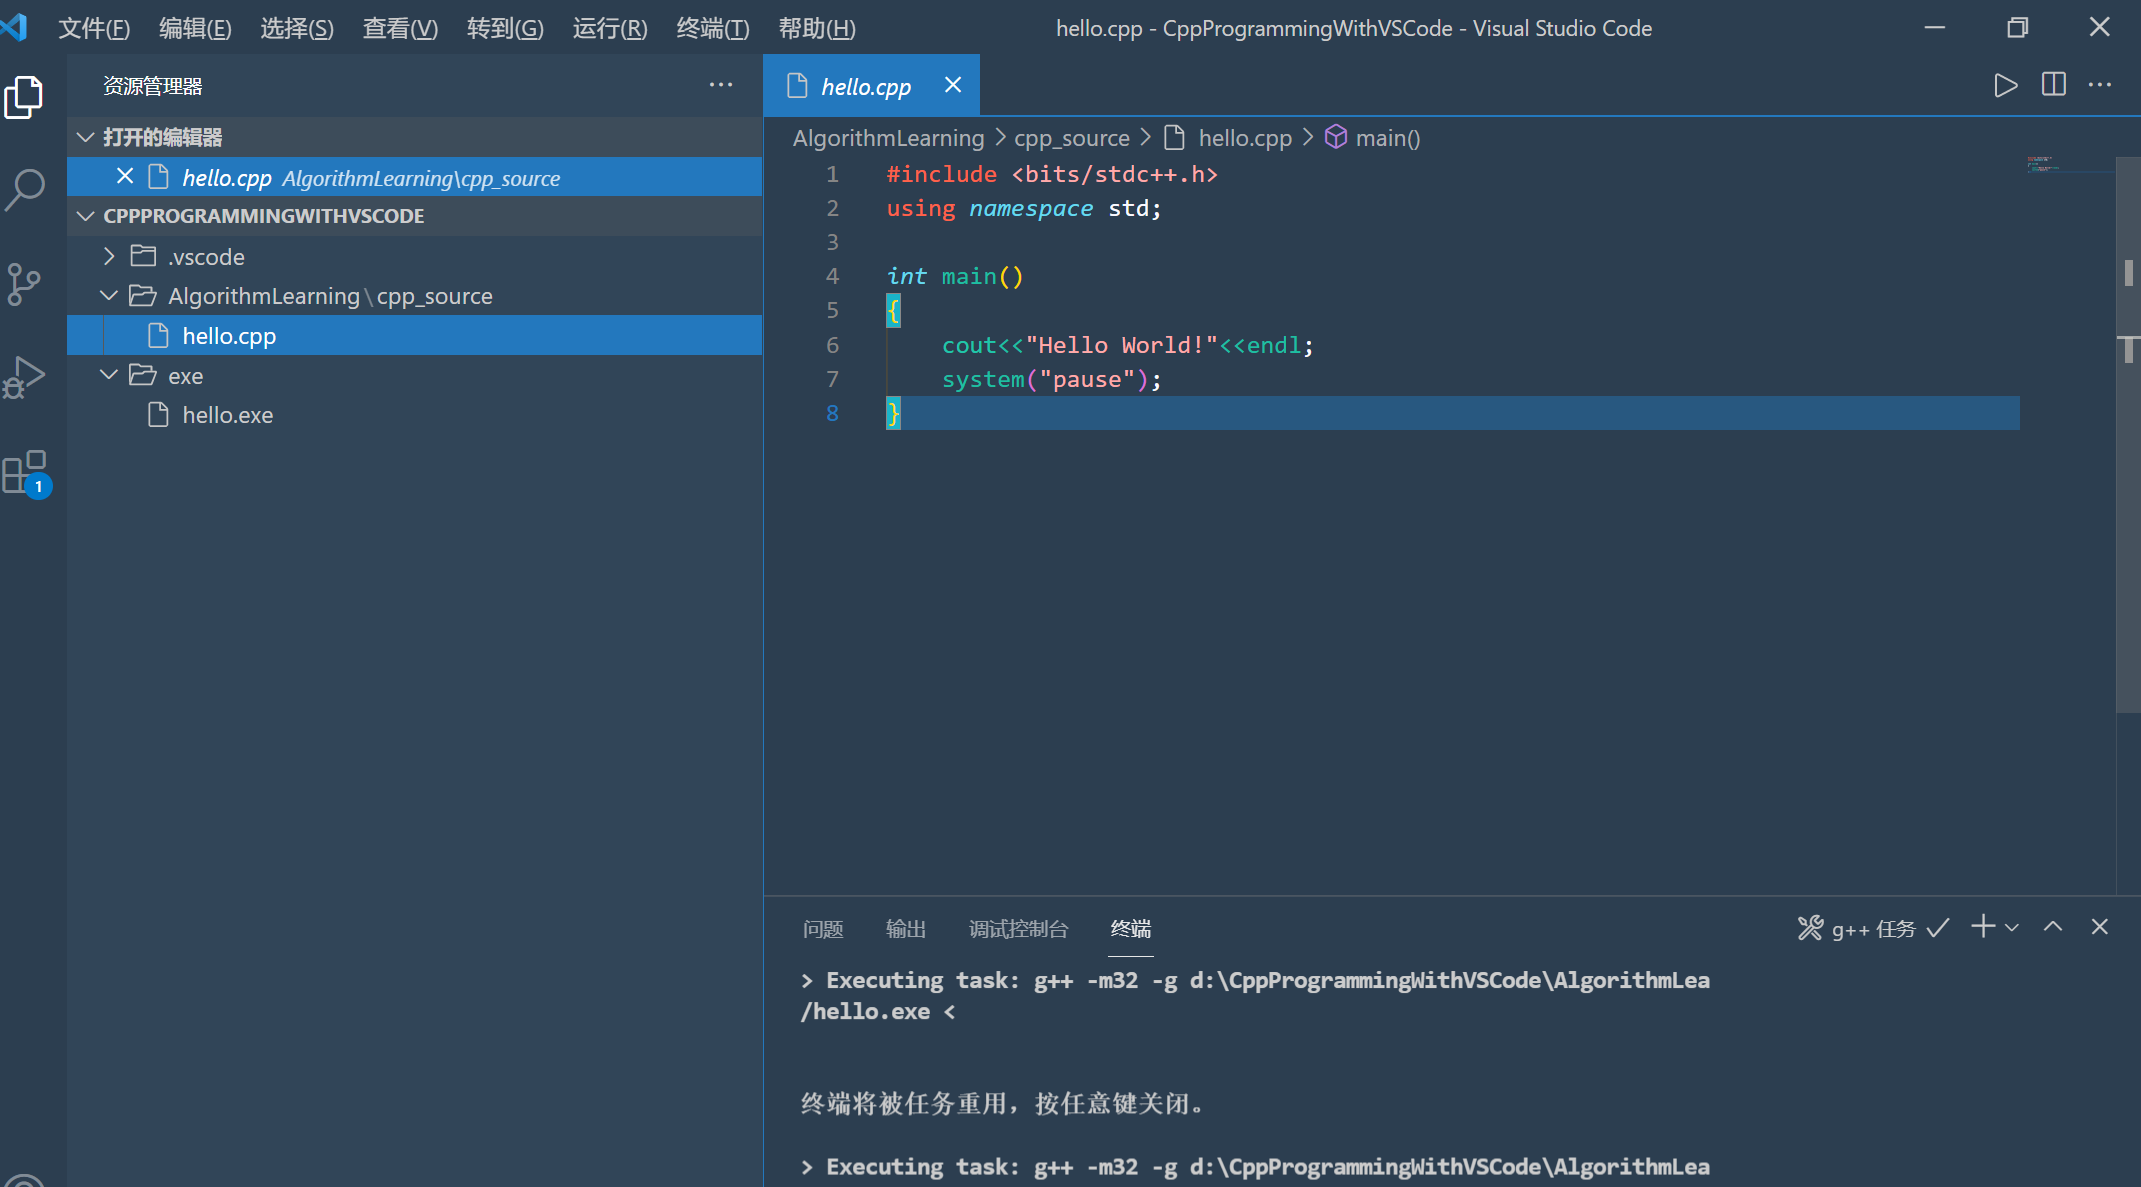 文件(F) 编辑(E) 选择(S) 查看(V) 转到(G) 运行(R) 终端(T) 帮助(H) hello.cpp - CppProgrammingWithVSCode - Visual Studio Code
资源管理器
打开的编辑器
hello.cpp AlgorithmLearning\cpp_source
CPPPROGRAMMINGWITHVSCODE
.vscode
AlgorithmLearning\cpp_source
hello.cpp
exe
hello.exe
1
hello.cpp
AlgorithmLearning > cpp_source > hello.cpp > main()
1 #include <bits/stdc++.h>
2 using namespace std;
3
4 int main()
5 {
6 cout<<"Hello World!"<<endl;
7 system("pause");
8 }
问题 输出 调试控制台 终端 g++ 任务
> Executing task: g++ -m32 -g d:\CppProgrammingWithVSCode\AlgorithmLea
/hello.exe <
终端将被任务重用，按任意键关闭。
> Executing task: g++ -m32 -g d:\CppProgrammingWithVSCode\AlgorithmLea